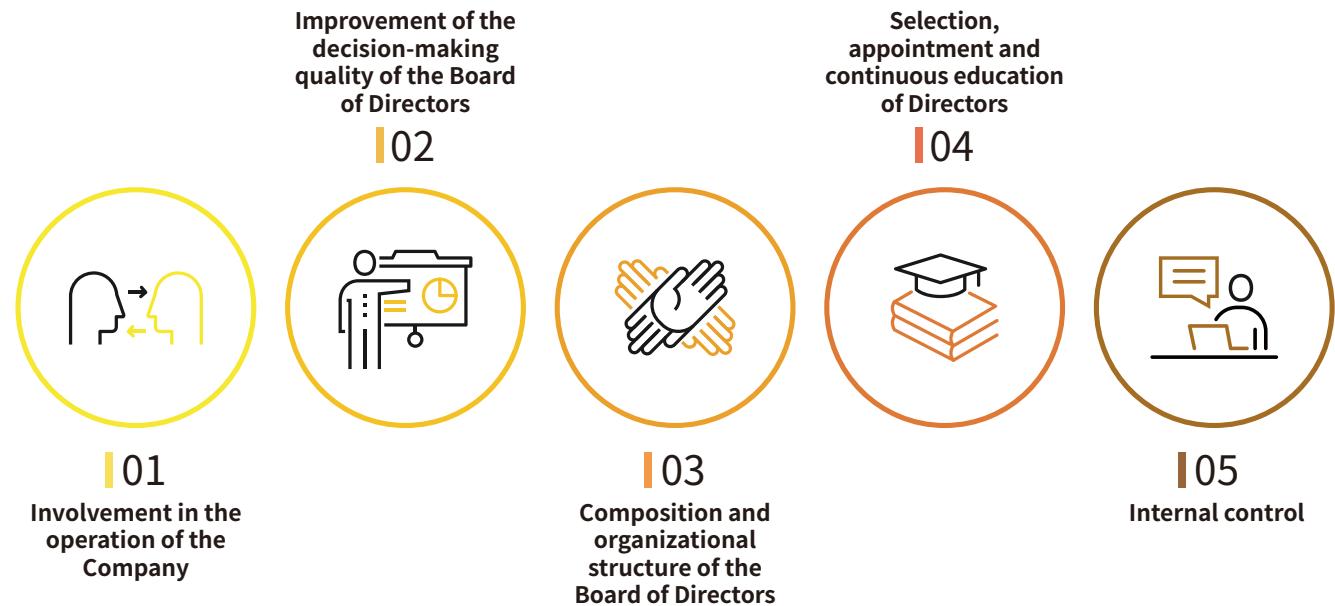 01
Involvement in the
operation of the
Company
Improvement of the
decision-making
quality of the Board
of Directors
02
03
Composition and
organizational
structure of the
Board of Directors
Selection,
appointment and
continuous education
of Directors
04
05
Internal control